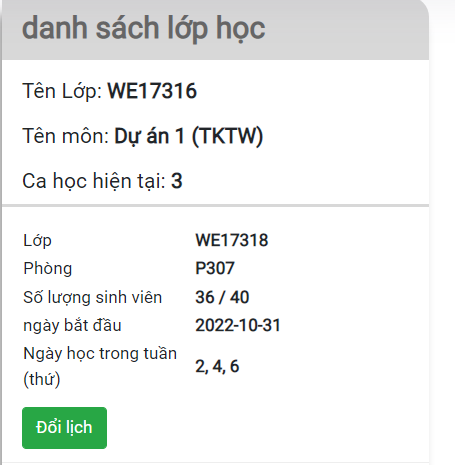 danh sách lớp học
Tên Lớp: WE17316
Tên môn: Dự án 1 (TKTW)
Ca học hiện tại: 3
Lớp WE17318
Phòng P307
Số lượng sinh viên 36 / 40
ngày bắt đầu 2022-10-31
Ngày học trong tuần
(thứ) 2, 4, 6
Đổi lịch